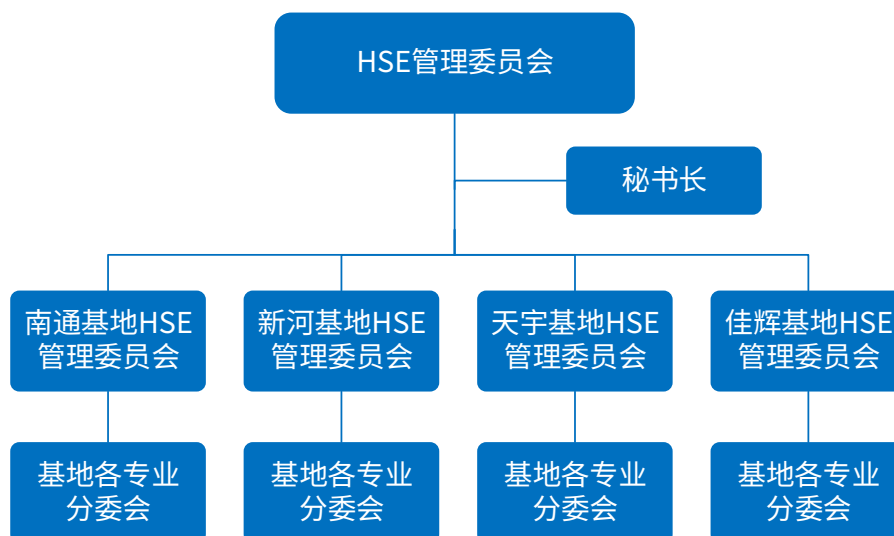 HSE管理委员会
秘书长
南通基地HSE
管理委员会
新河基地HSE
管理委员会
天宇基地HSE
管理委员会
佳辉基地HSE
管理委员会
基地各专业
分委会
基地各专业
分委会
基地各专业
分委会
基地各专业
分委会